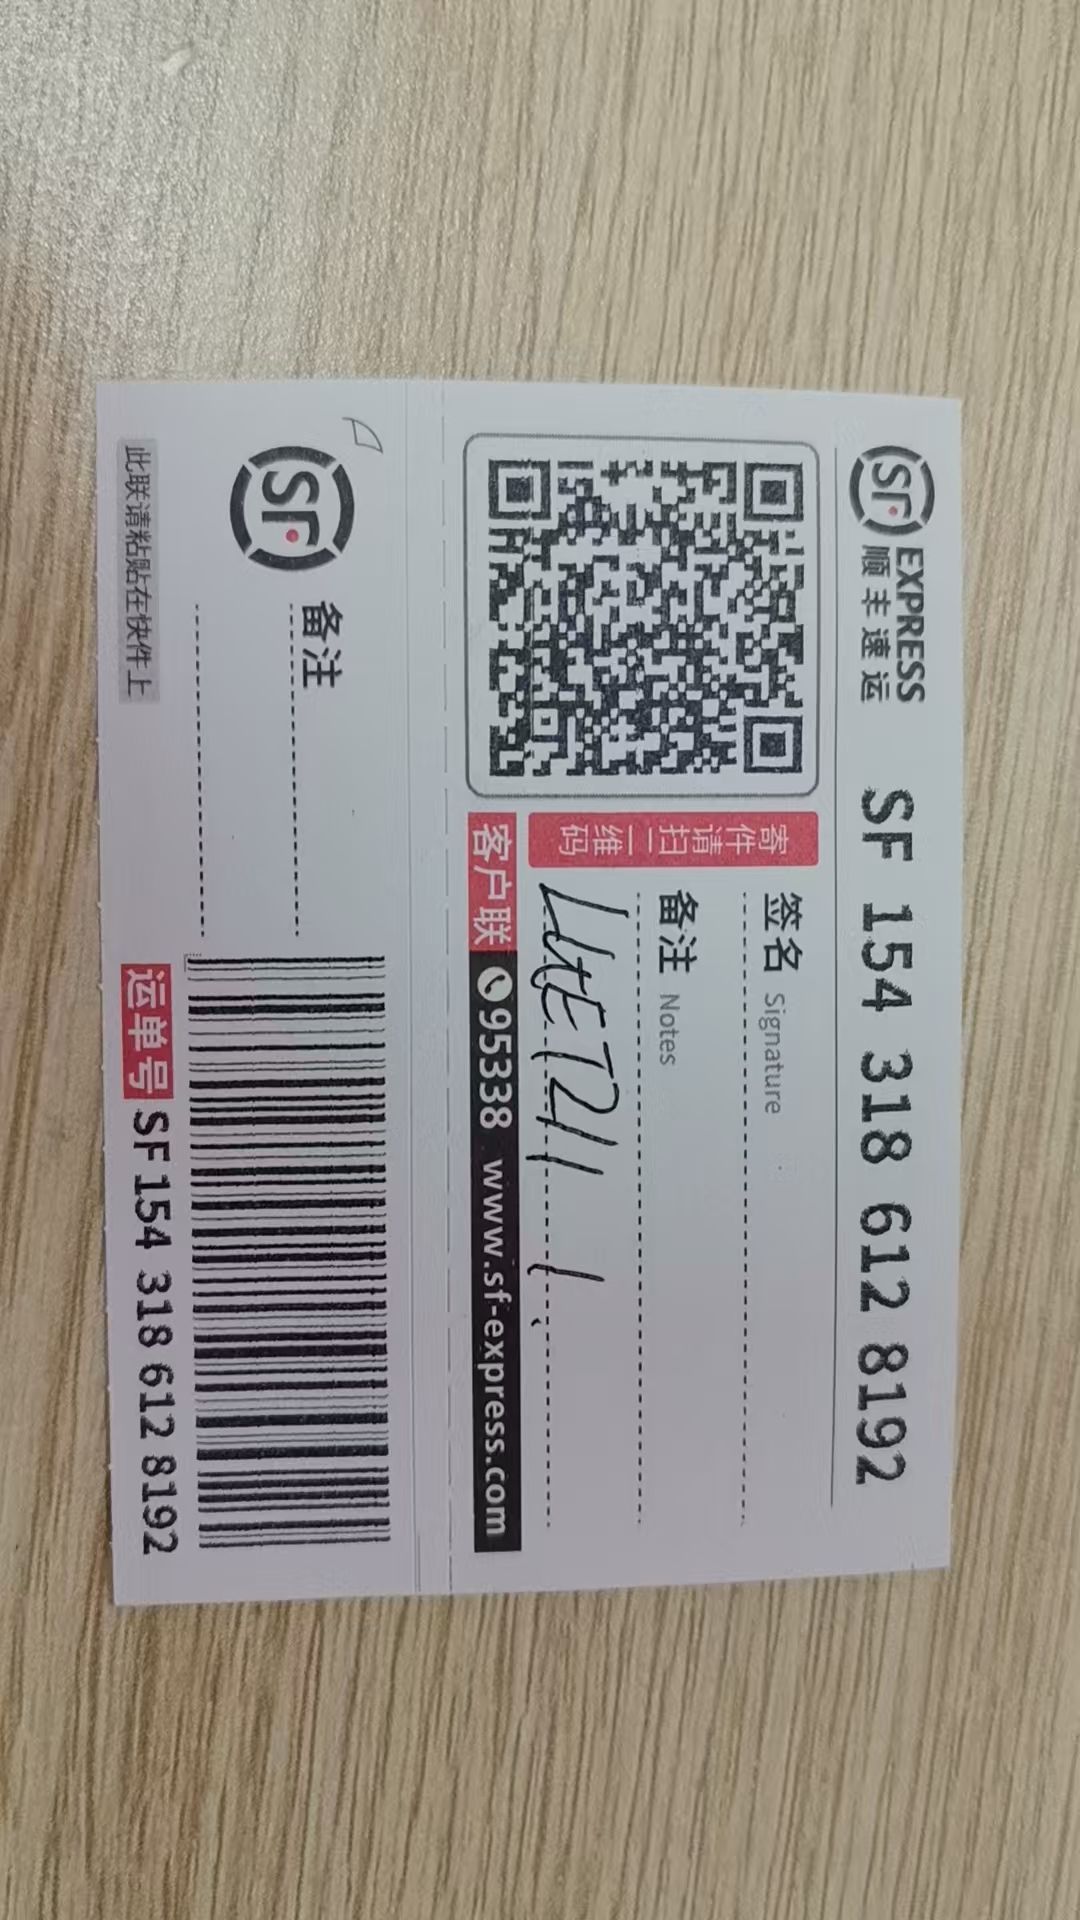 SF EXPRESS
顺丰速运
SF 154 318 612 8192
寄件请扫二维码
签名 Signature
备注 Notes
客户联 95338 www.sf-express.com
SF
备注
此联请粘贴在快件上
运单号 SF 154 318 612 8192